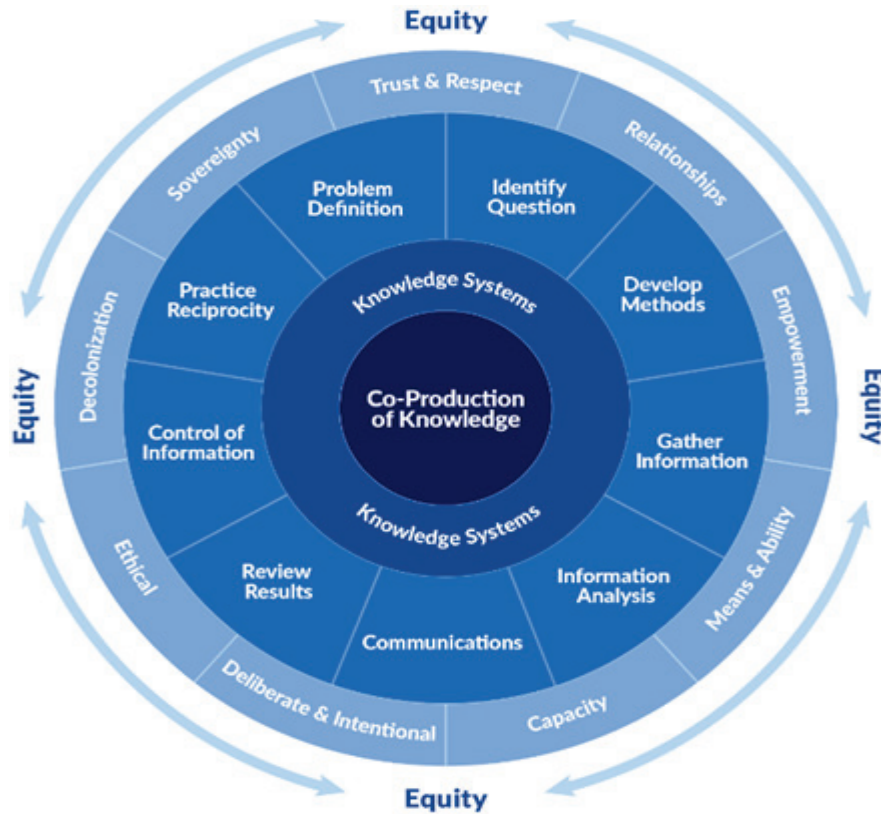 Equity
Trust & Respect
Sovereignty
Relationships
Problem
Definition
Identify
Question
Practice
Reciprocity
Develop
Methods
Decolonization
Empowerment
Knowledge Systems
Equity
Co-Production
of Knowledge
Equity
Control of
Information
Gather
Information
Knowledge Systems
Ethical
Means & Ability
Review
Results
Information
Analysis
Communications
Deliberate & Intentional
Capacity
Equity